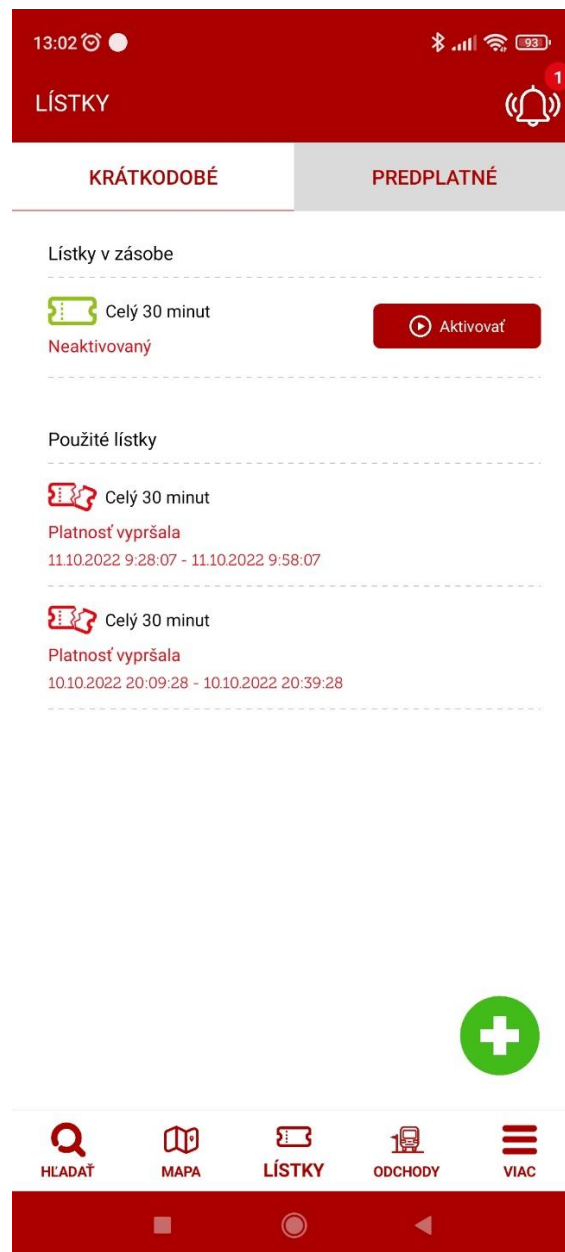 13:02
93
LÍSTKY
1
KRÁTKODOBÉ
PREDPLATNÉ
Lístky v zásobe
Celý 30 minut
Neaktivovaný
Aktivovať
Použité lístky
Celý 30 minut
Platnosť vypršala
11.10.2022 9:28:07 - 11.10.2022 9:58:07
Celý 30 minut
Platnosť vypršala
10.10.2022 20:09:28 - 10.10.2022 20:39:28
HĽADAŤ
MAPA
LÍSTKY
1
ODCHODY
VIAC